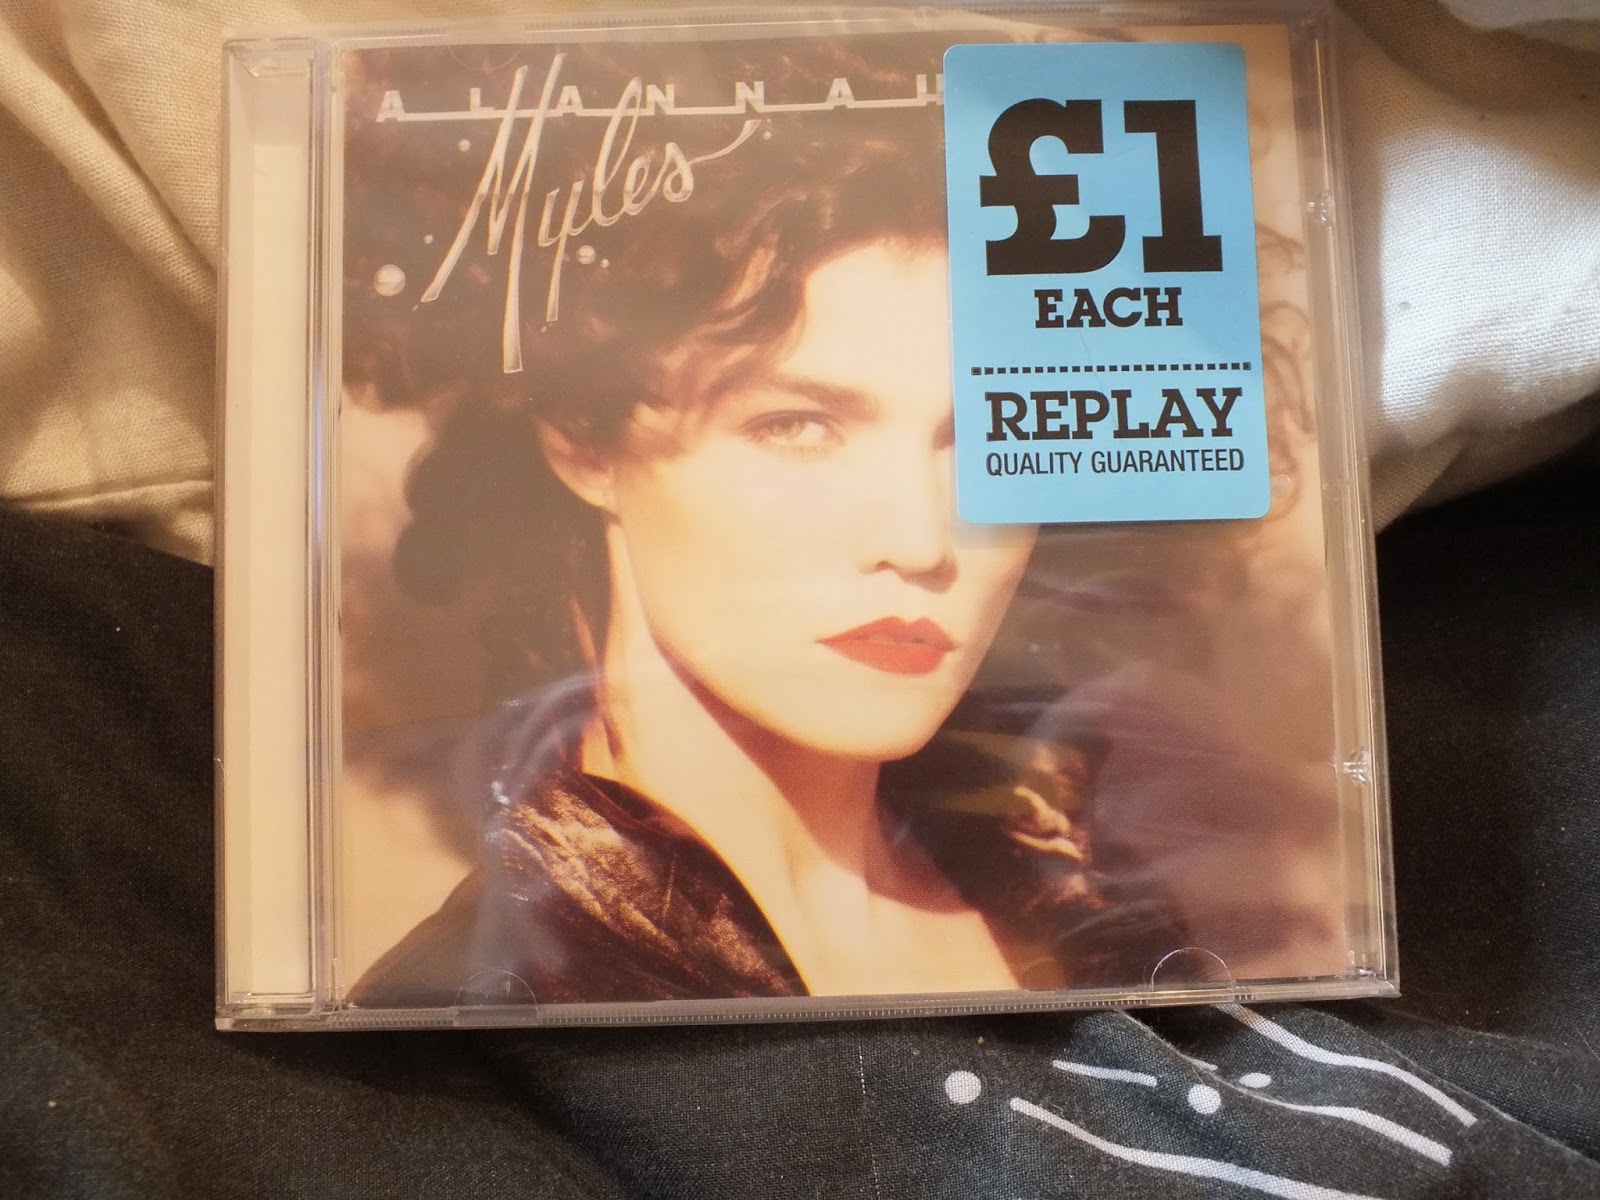 ALANNAH
Myles
£1
EACH
REPLAY
QUALITY GUARANTEED